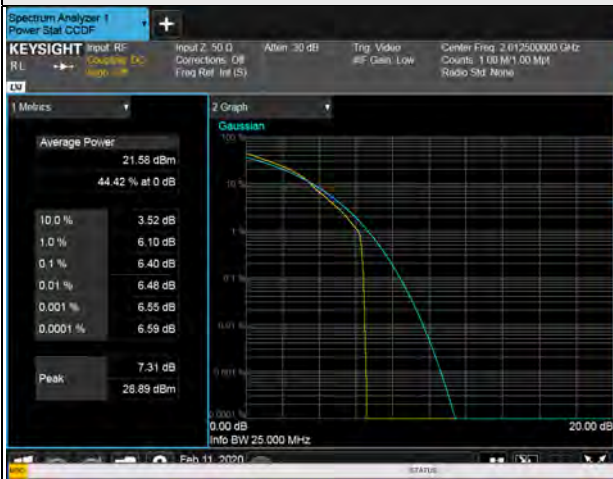 Spectrum Analyzer 1
Power Stat CCDF
+
KEYSIGHT
RL
Input: RF
Coupling: DC
Align: Off
Input Z: 50 Ω
Corrections: Off
Freq Ref: Int (S)
Atten: 30 dB
Trig: Video
#IF Gain: Low
Center Freq: 2.012500000 GHz
Counts: 1.00 M/1.00 Mpt
Radio Std: None
1 Metrics
Average Power
21.58 dBm
44.42 % at 0 dB
10.0 % 3.52 dB
1.0 % 6.10 dB
0.1 % 6.40 dB
0.01 % 6.48 dB
0.001 % 6.55 dB
0.0001 % 6.59 dB
Peak 7.31 dB
28.89 dBm
2 Graph
Gaussian
100 %
10 %
1 %
0.1 %
0.01 %
0.001 %
0.0001 %
0.00 dB 20.00 dB
Info BW 25.000 MHz
Feb 11, 2020
MSG STATUS